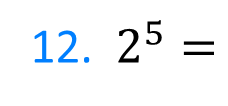 12. 2⁵ =